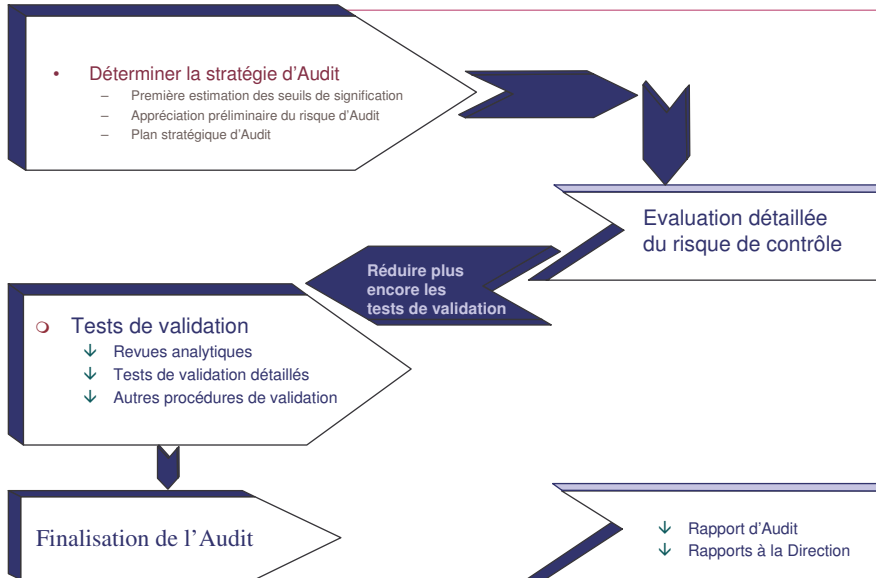 • Déterminer la stratégie d'Audit
– Première estimation des seuils de signification
– Appréciation préliminaire du risque d'Audit
– Plan stratégique d'Audit
Evaluation détaillée
du risque de contrôle
Réduire plus
encore les
tests de validation
Tests de validation
Revues analytiques
Tests de validation détaillés
Autres procédures de validation
Finalisation de l'Audit
Rapport d'Audit
Rapports à la Direction